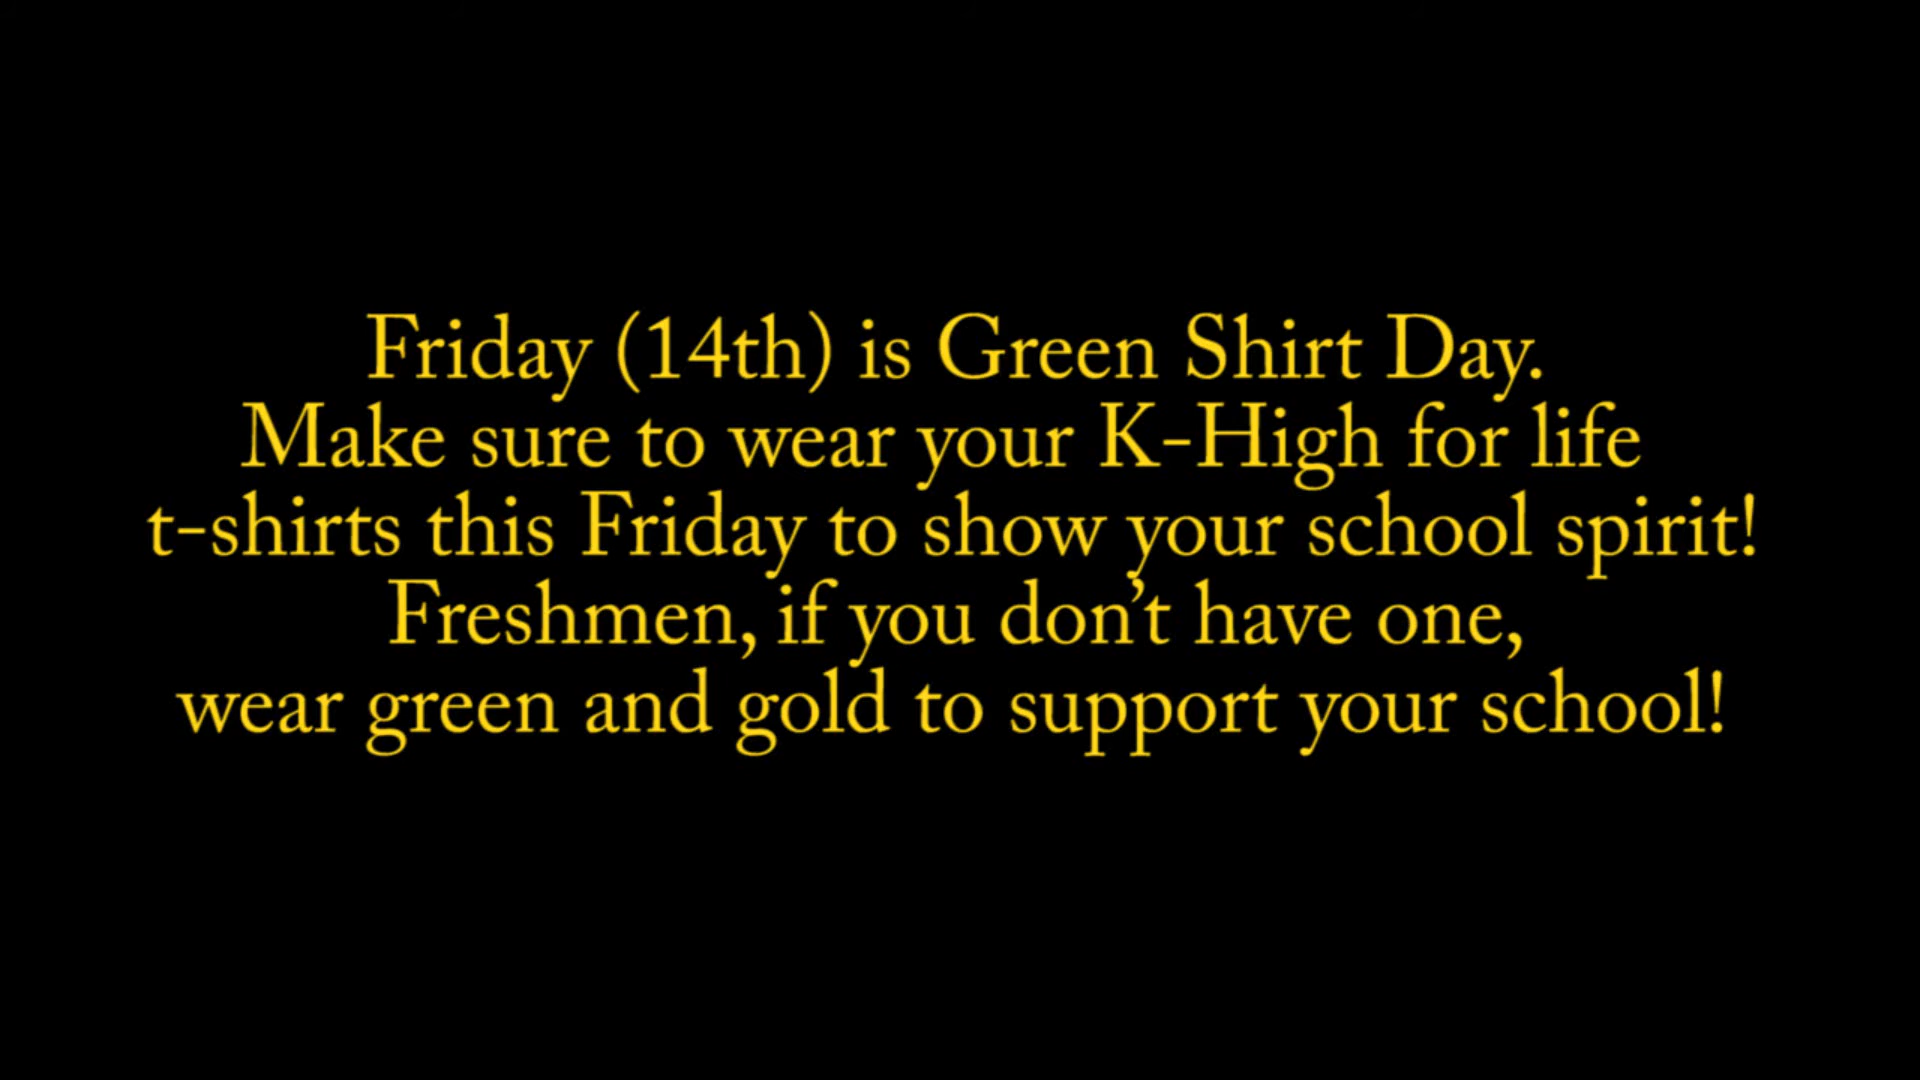 Friday (14th) is Green Shirt Day.
Make sure to wear your K-High for life
t-shirts this Friday to show your school spirit!
Freshmen, if you don’t have one,
wear green and gold to support your school!